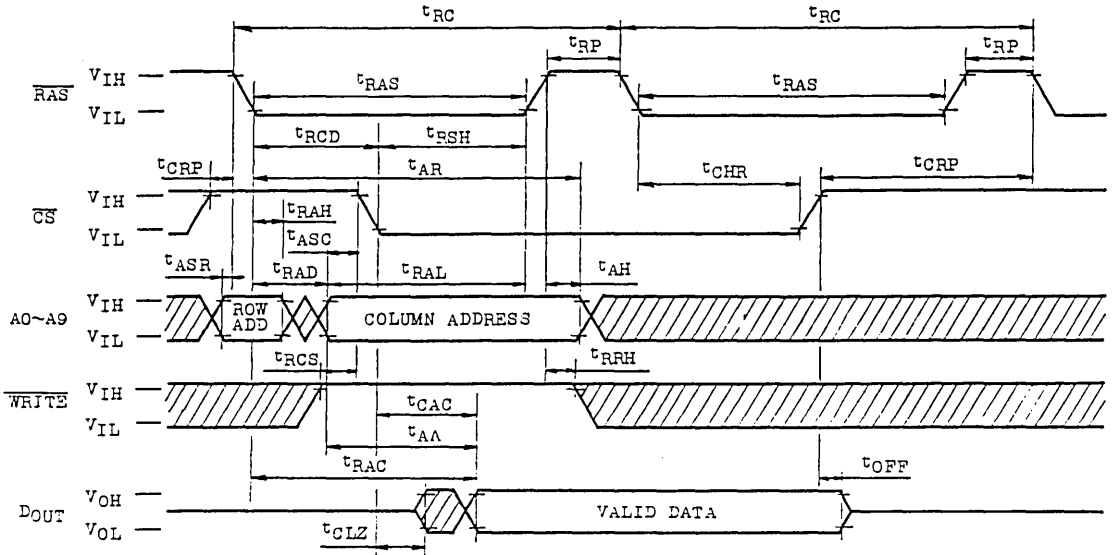 tRC tRC
tRP tRP
VIH
RAS
tRAS tRAS
VIL
tRCD tRSH
tCRP tAR tCHR tCRP
VIH
CS
tRAH
VIL
tASC
tASR tRAD tRAL tAH
VIH
A0~A9
ROW ADD
COLUMN ADDRESS
VIL
tRCS tRRH
VIH
WRITE
tCAC
VIL
tAA
tRAC tOFF
VOH
DOUT
VALID DATA
VOL
tCLZ